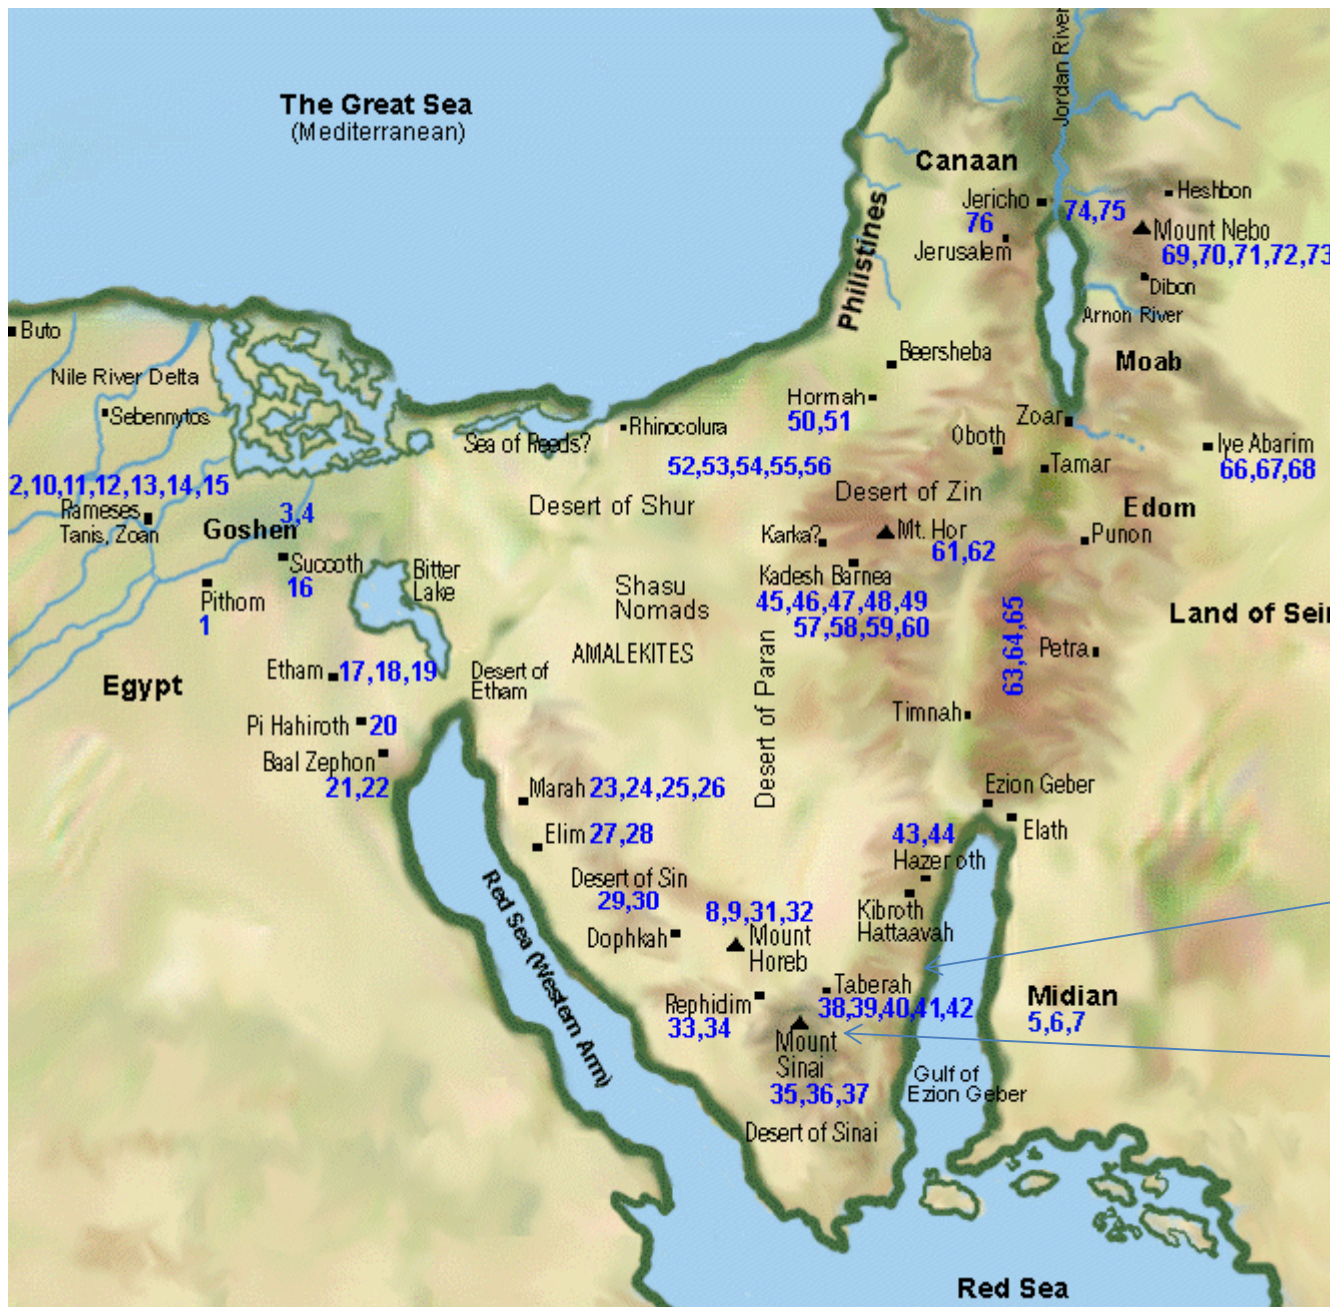 The Great Sea
(Mediterranean)
Jordan River
Canaan
Jericho
76
74,75
Heshbon
Mount Nebo
69,70,71,72,73
Jerusalem
Dibon
Arnon River
Philistines
Moab
Buto
Nile River Delta
Sebennytos
Beersheba
Hormah
50,51
Zoar
Oboth
Iye Abarim
66,67,68
Tamar
Sea of Reeds?
Rhinocolura
52,53,54,55,56
2,10,11,12,13,14,15
Rameses
Tanis, Zoan
3,4
Goshen
Desert of Shur
Desert of Zin
Edom
Karka?
Mt. Hor
61,62
Punon
Succoth
16
Pithom
1
Bitter
Lake
Shasu
Nomads
Kadesh Barnea
45,46,47,48,49
57,58,59,60
63,64,65
Land of Seir
AMALEKITES
Petra
Etham
17,18,19
Desert of
Etham
Egypt
Desert of Paran
Timnah
Pi Hahiroth
20
Baal Zephon
21,22
Marah
23,24,25,26
Ezion Geber
Elim
27,28
43,44
Elath
Hazeroth
Desert of Sin
29,30
Red Sea (Western Arm)
8,9,31,32
Kibroth
Hattaavah
Dophkah
Mount
Horeb
Taberah
38,39,40,41,42
Rephidim
33,34
Midian
5,6,7
Mount
Sinai
35,36,37
Gulf of
Ezion Geber
Desert of Sinai
Red Sea